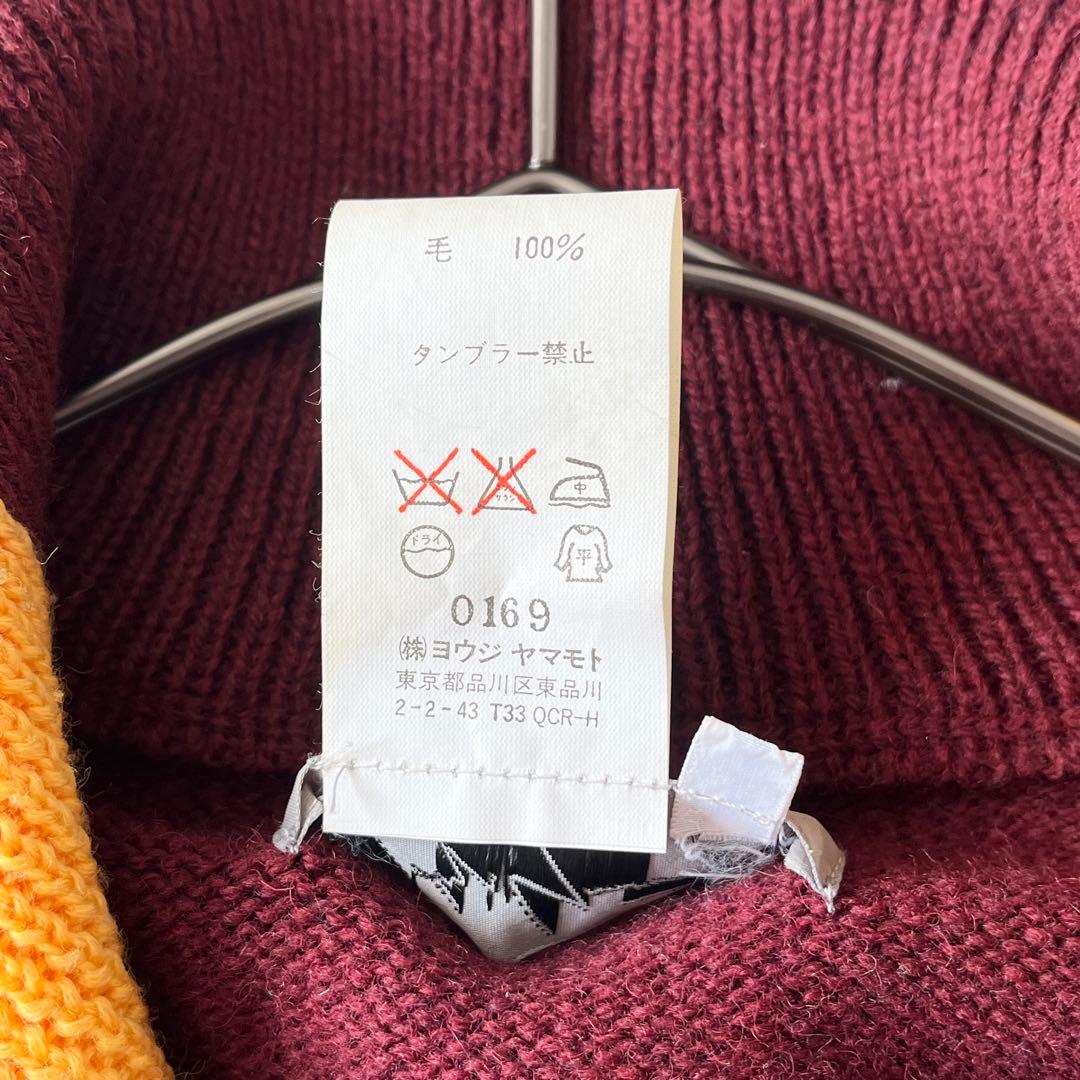 毛 100%
タンブラー禁止
中
ドライ
平
0169
㈱ヨウジ ヤマモト
東京都品川区東品川
2-2-43 T33 QCR-H